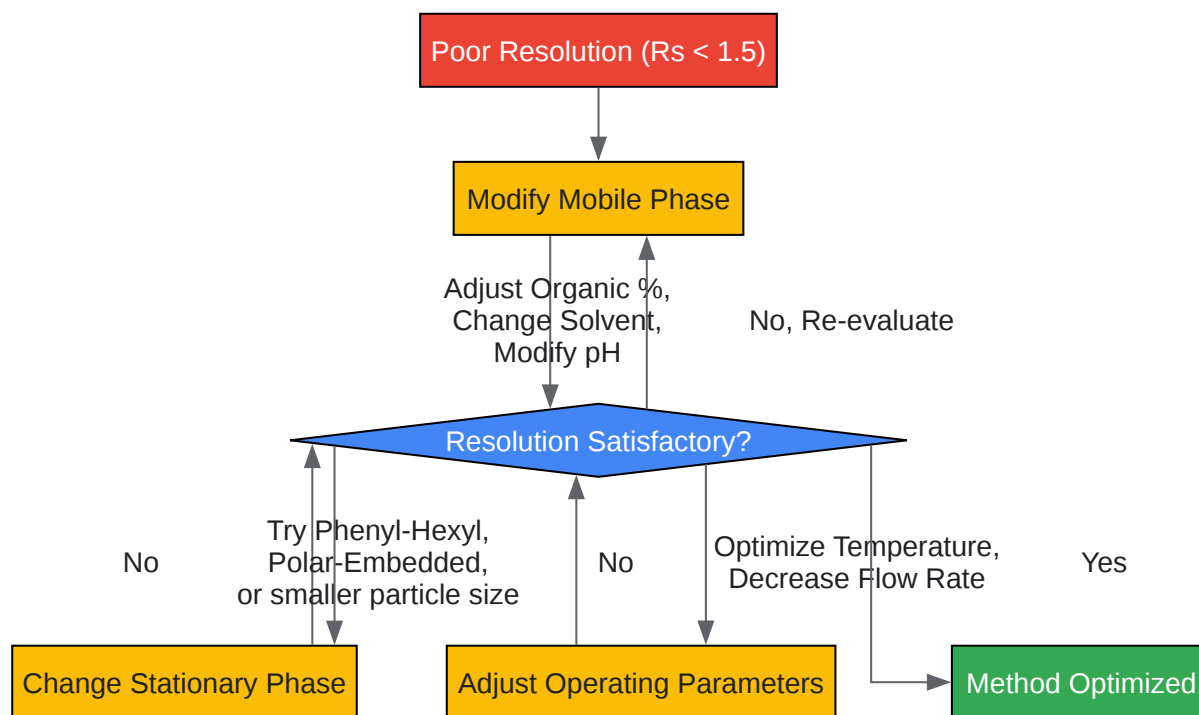 Poor Resolution (Rs < 1.5)
Modify Mobile Phase
Adjust Organic %,
Change Solvent,
Modify pH
No, Re-evaluate
Resolution Satisfactory?
No
Try Phenyl-Hexyl,
Polar-Embedded,
or smaller particle size
No
Optimize Temperature,
Decrease Flow Rate
Yes
Change Stationary Phase
Adjust Operating Parameters
Method Optimized